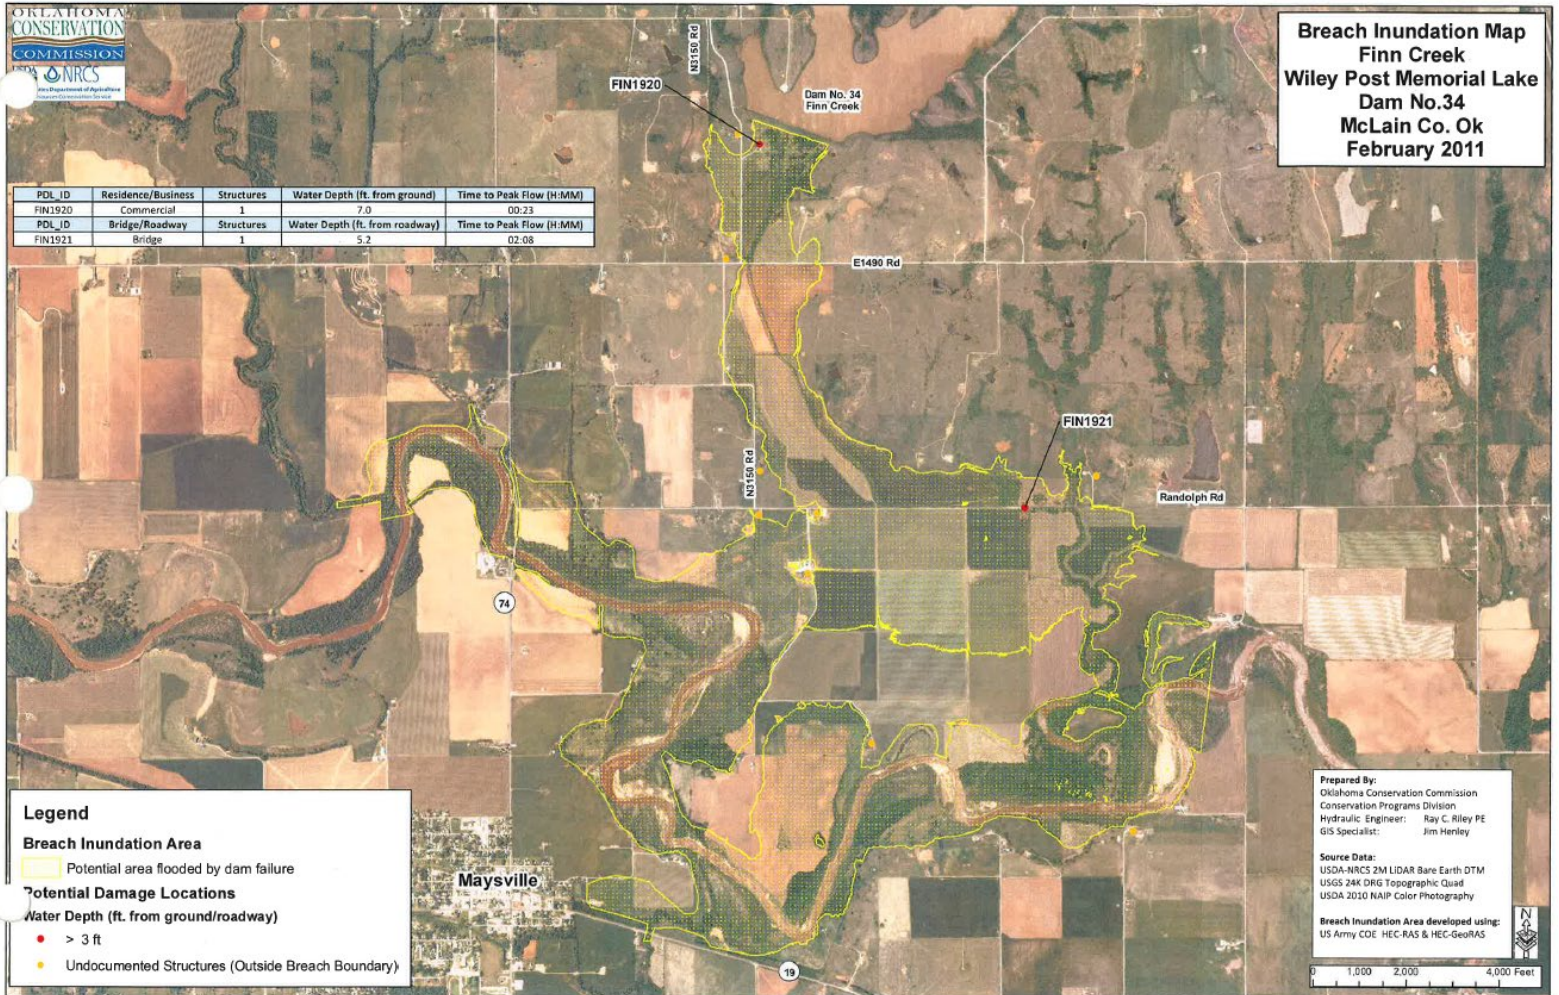 OKLAHOMA
CONSERVATION
COMMISSION
USDA NRCS
Breach Inundation Map
Finn Creek
Wiley Post Memorial Lake
Dam No.34
McLain Co. Ok
February 2011
N3150 Rd
FIN1920
Dam No. 34
Finn Creek
PDL_ID Residence/Business Structures Water Depth (ft. from ground) Time to Peak Flow (H:MM)
FIN1920 Commercial 1 7.0 00:23
PDL_ID Bridge/Roadway Structures Water Depth (ft. from roadway) Time to Peak Flow (H:MM)
FIN1921 Bridge 1 5.2 02:08
E1490 Rd
FIN1921
N3150 Rd
Randolph Rd
74
Maysville
19
Legend
Breach Inundation Area
Potential area flooded by dam failure
Potential Damage Locations
Water Depth (ft. from ground/roadway)
> 3 ft
Undocumented Structures (Outside Breach Boundary)
Prepared By:
Oklahoma Conservation Commission
Conservation Programs Division
Hydraulic Engineer: Ray C. Riley PE
GIS Specialist: Jim Henley
Source Data:
USDA-NRCS 2M LiDAR Bare Earth DTM
USGS 24K DRG Topographic Quad
USDA 2010 NAIP Color Photography
Breach Inundation Area developed using:
US Army COE HEC-RAS & HEC-GeoRAS
N
0 1,000 2,000 4,000 Feet